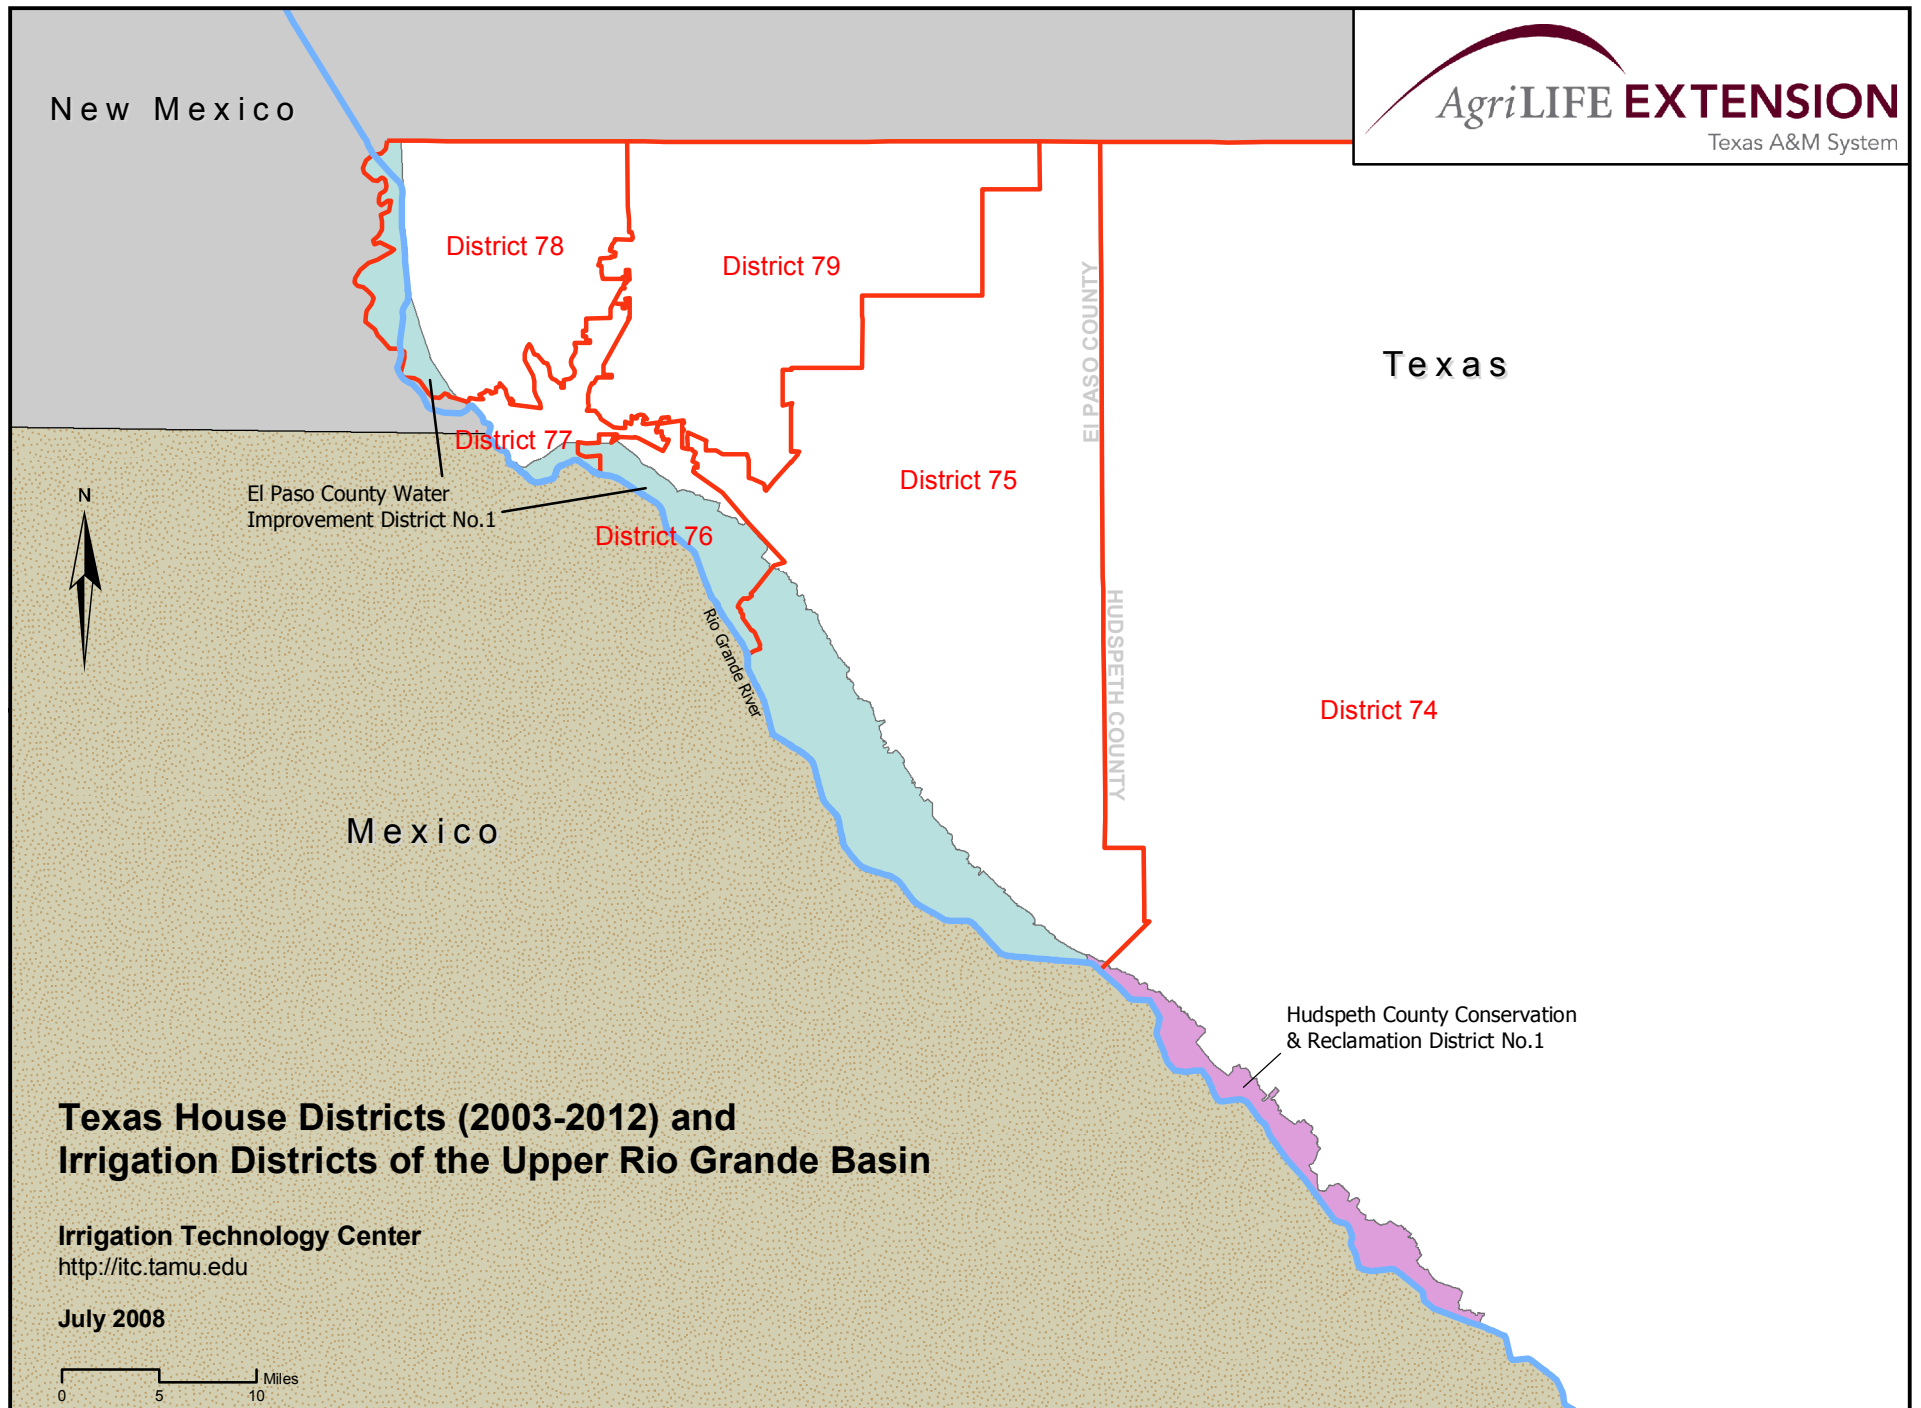 New Mexico
AgriLIFE EXTENSION
Texas A&M System
District 78
District 79
El PASO COUNTY
Texas
District 77
District 75
El Paso County Water
Improvement District No.1
N
District 76
Rio Grande River
HUDSPETH COUNTY
District 74
Mexico
Hudspeth County Conservation
& Reclamation District No.1
Texas House Districts (2003-2012) and
Irrigation Districts of the Upper Rio Grande Basin
Irrigation Technology Center
http://itc.tamu.edu
July 2008
Miles
0 5 10